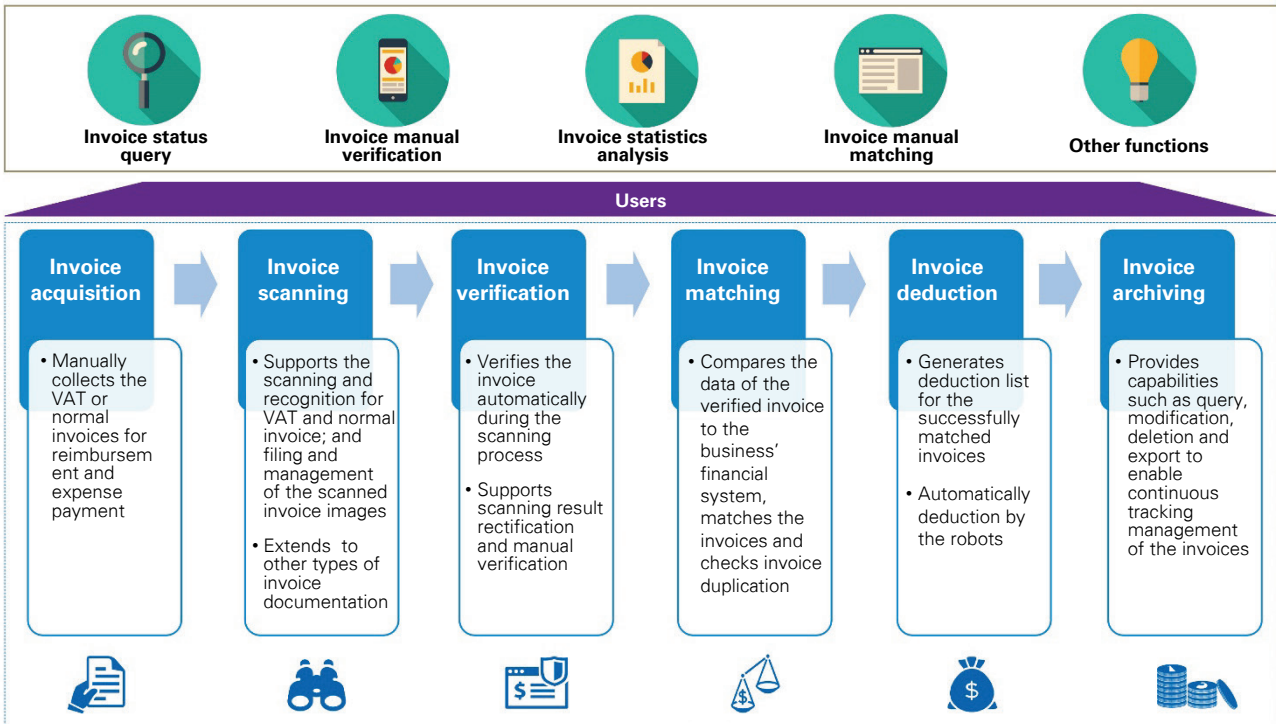 Invoice status
query
Invoice manual
verification
Invoice statistics
analysis
Invoice manual
matching
Other functions
Users
Invoice
acquisition
• Manually
collects the
VAT or
normal
invoices for
reimbursem
ent and
expense
payment
Invoice
scanning
• Supports the
scanning and
recognition for
VAT and normal
invoice; and
filing and
management
of the scanned
invoice images
• Extends to
other types of
invoice
documentation
Invoice
verification
• Verifies the
invoice
automatically
during the
scanning
process
• Supports
scanning result
rectification
and manual
verification
$
Invoice
matching
• Compares the
data of the
verified invoice
to the
business'
financial
system,
matches the
invoices and
checks invoice
duplication
$
Invoice
deduction
• Generates
deduction list
for the
successfully
matched
invoices
• Automatically
deduction by
the robots
$
Invoice
archiving
• Provides
capabilities
such as query,
modification,
deletion and
export to
enable
continuous
tracking
management
of the invoices